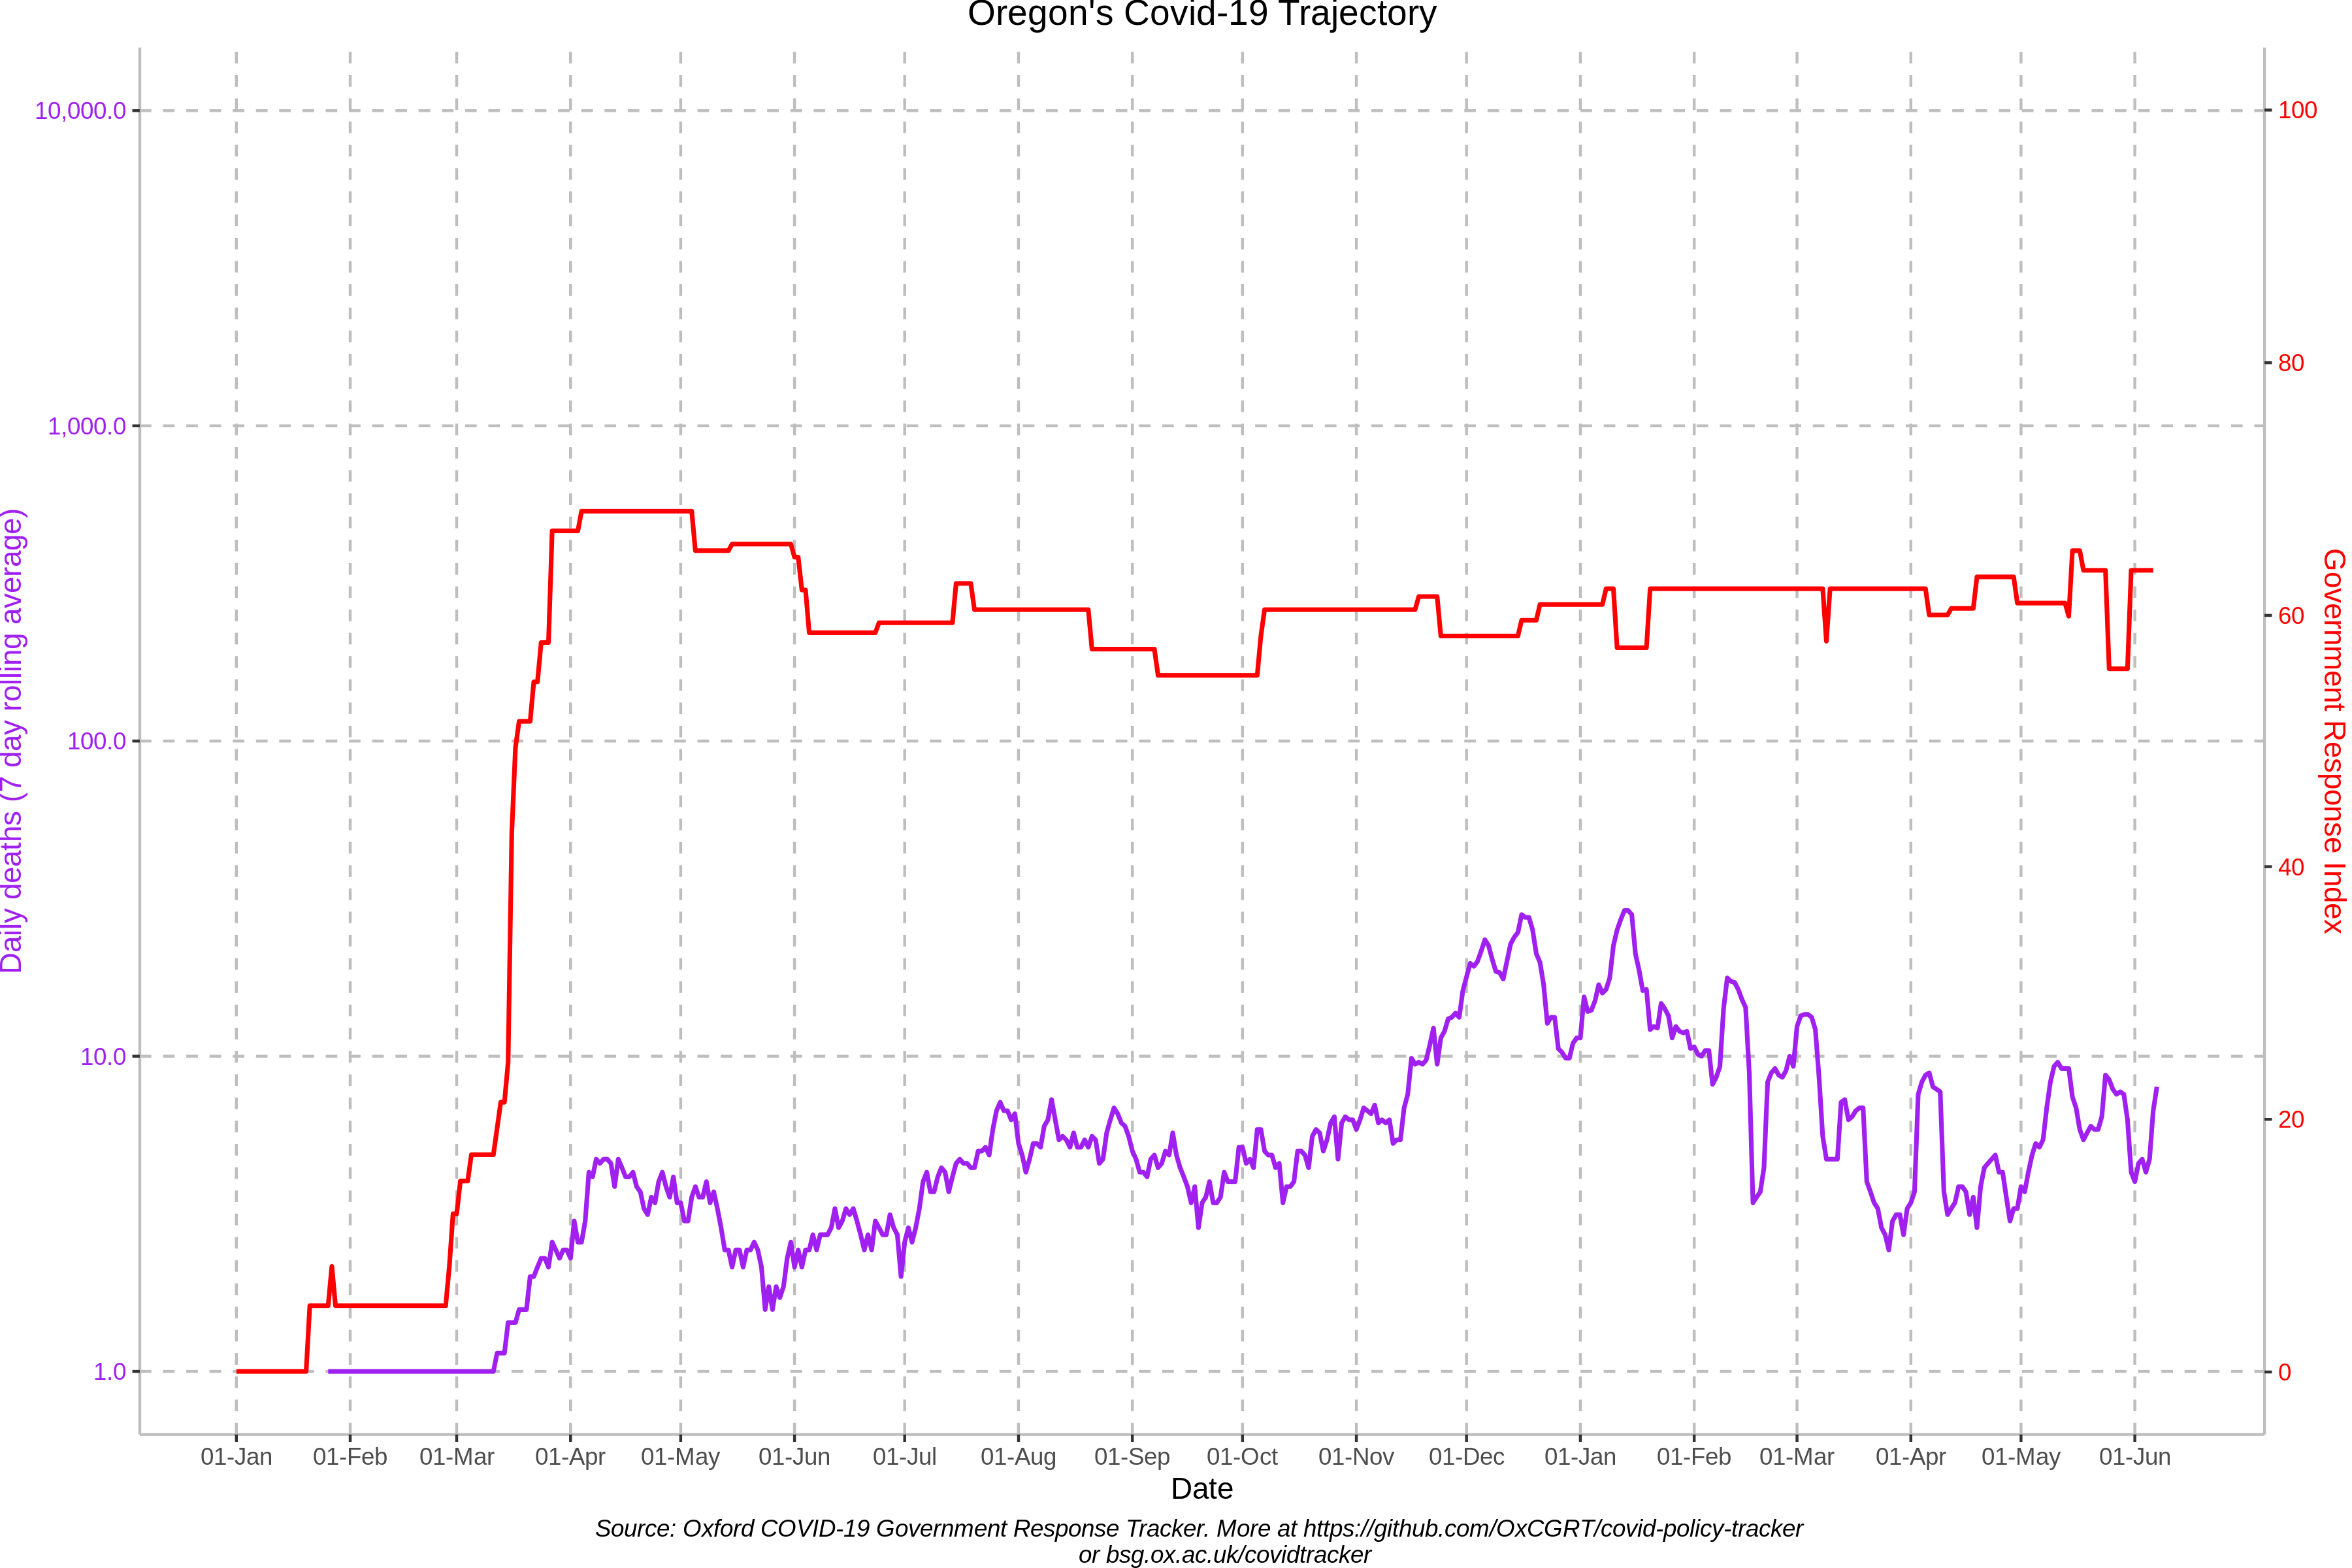 Oregon's Covid-19 Trajectory
10,000.0
1,000.0
100.0
10.0
1.0
Daily deaths (7 day rolling average)
100
80
60
40
20
0
Government Response Index
01-Jan 01-Feb 01-Mar 01-Apr 01-May 01-Jun 01-Jul 01-Aug 01-Sep 01-Oct 01-Nov 01-Dec 01-Jan 01-Feb 01-Mar 01-Apr 01-May 01-Jun
Date
Source: Oxford COVID-19 Government Response Tracker. More at https://github.com/OxCGRT/covid-policy-tracker
or bsg.ox.ac.uk/covidtracker